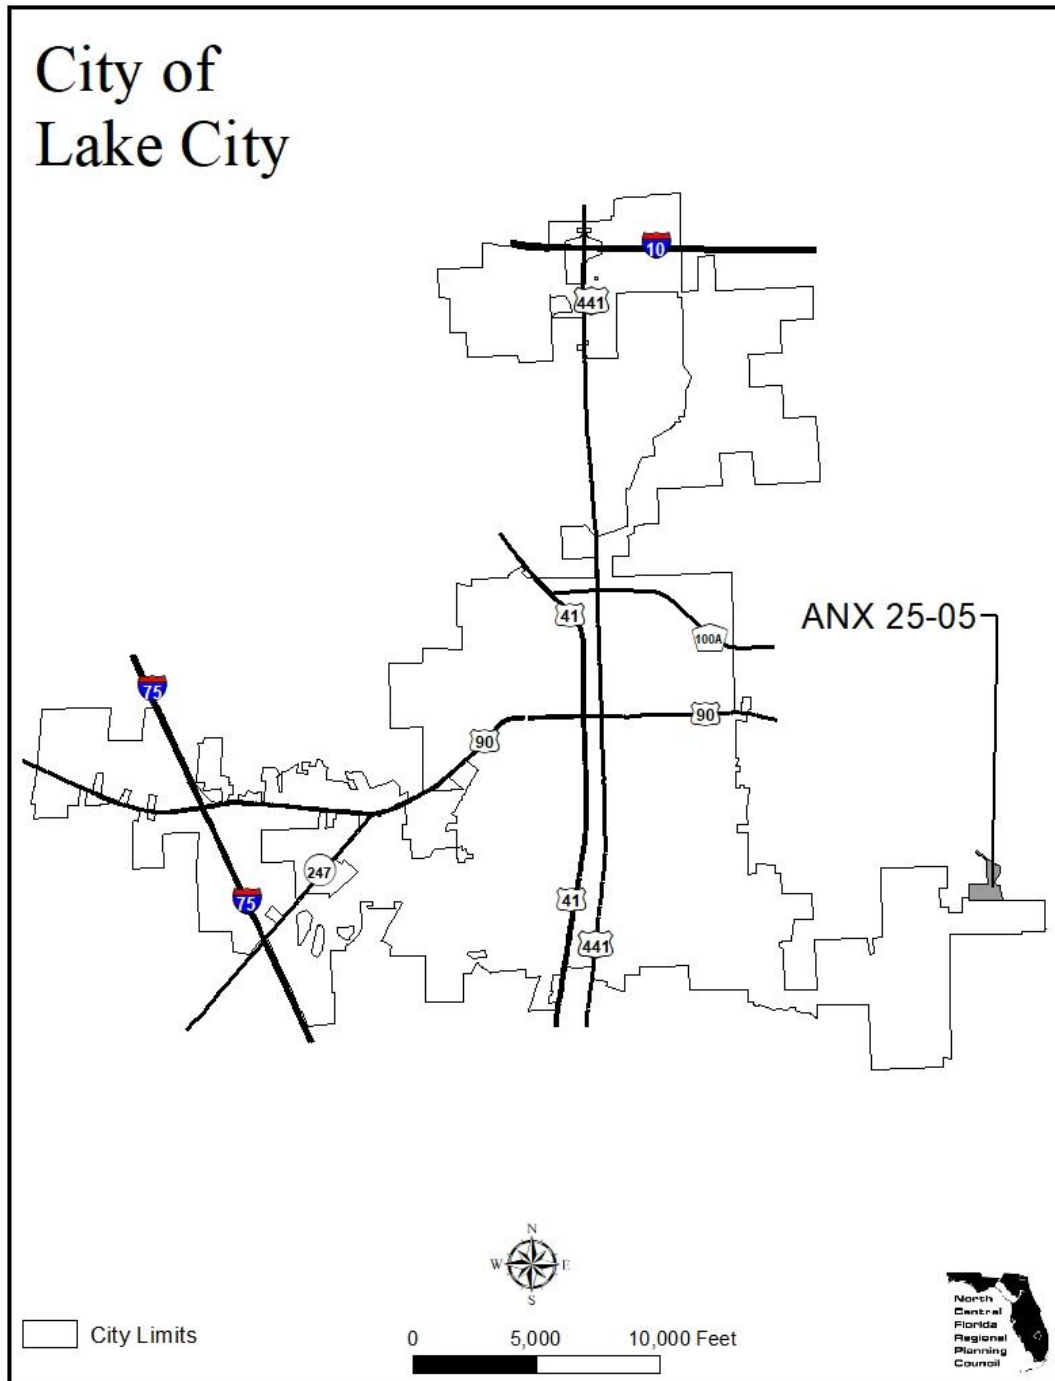 City of
Lake City
10
441
41
100A
ANX 25-05
75
90
90
247
75
41
441
N
W E
S
North
Central
Florida
Regional
Planning
Council
City Limits
0 5,000 10,000 Feet